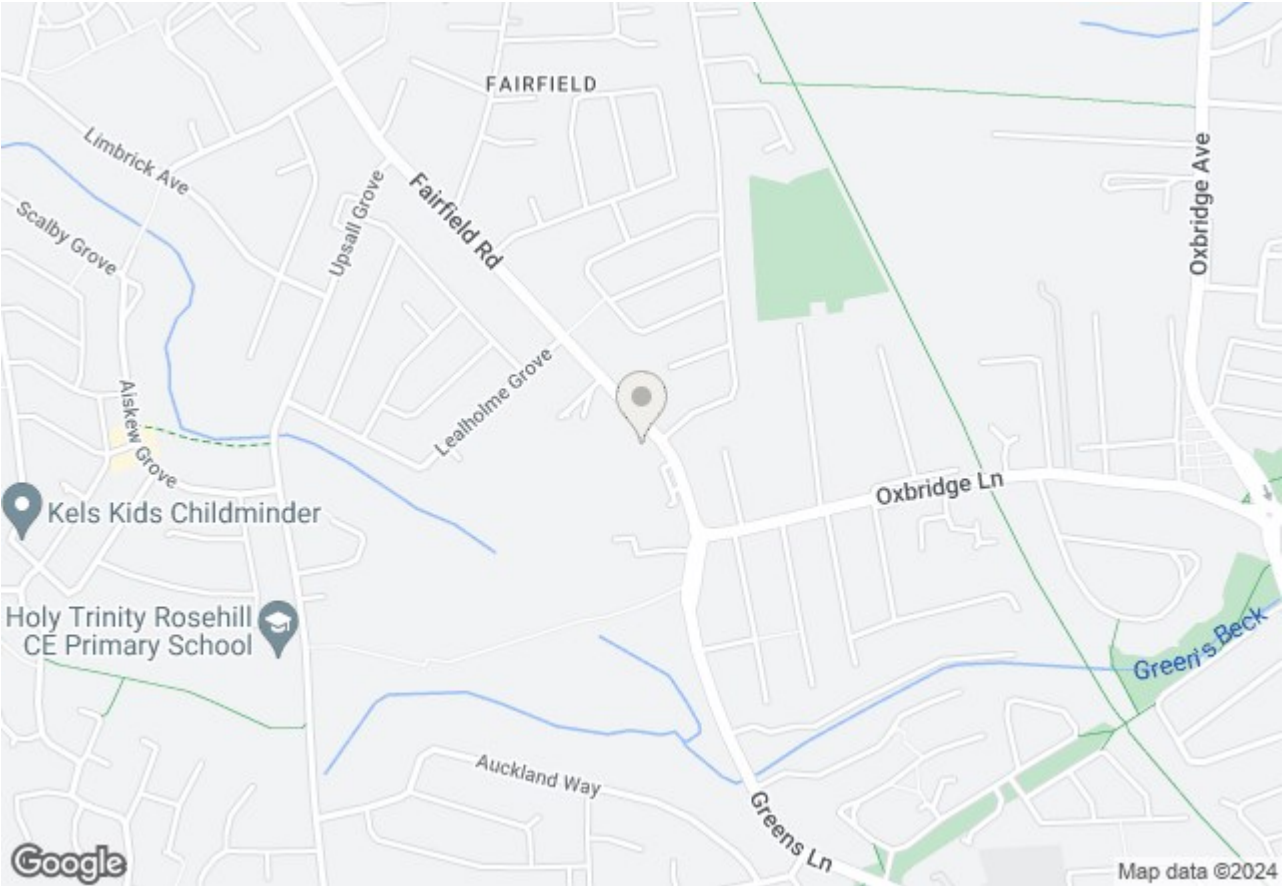 FAIRFIELD
Limbrick Ave
Scalby Grove
Upsall Grove
Fairfield Rd
Oxbridge Ave
Lealholme Grove
Aiskew Grove
Oxbridge Ln
Kels Kids Childminder
Holy Trinity Rosehill
CE Primary School
Green's Beck
Auckland Way
Greens Ln
Google
Map data ©2024